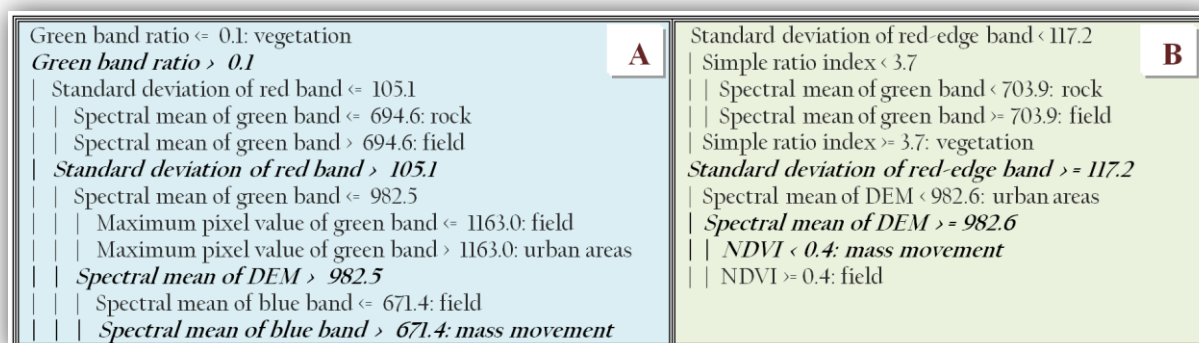 Green band ratio <= 0.1: vegetation
Green band ratio > 0.1
| Standard deviation of red band <= 105.1
| | Spectral mean of green band <= 694.6: rock
| | Spectral mean of green band > 694.6: field
| Standard deviation of red band > 105.1
| | Spectral mean of green <= 982.5
| | | Maximum pixel value of green band <= 1163.0: field
| | | Maximum pixel value of green band > 1163.0: urban areas
| | Spectral mean of DEM > 982.5
| | | Spectral mean of blue band <= 671.4: field
| | | Spectral mean of blue band > 671.4: mass movement
A
Standard deviation of red-edge band < 117.2
| Simple ratio index < 3.7
| | Spectral mean of green band < 703.9: rock
| | Spectral mean of green band >= 703.9: field
| Simple ratio index >= 3.7: vegetation
Standard deviation of red-edge band > = 117.2
| Spectral mean of DEM < 982.6: urban areas
| Spectral mean of DEM > = 982.6
| | NDVI < 0.4: mass movement
| | NDVI >= 0.4: field
B